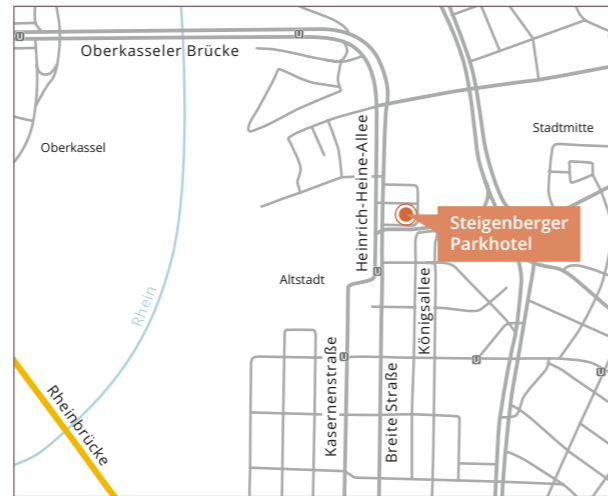 Oberkasseler Brücke
Stadtmitte
Oberkassel
Heinrich-Heine-Allee
Steigenberger
Parkhotel
Altstadt
Rhein
Königsallee
Kasernenstraße
Breite Straße
Rheinbrücke
U
U
U
U
U
U